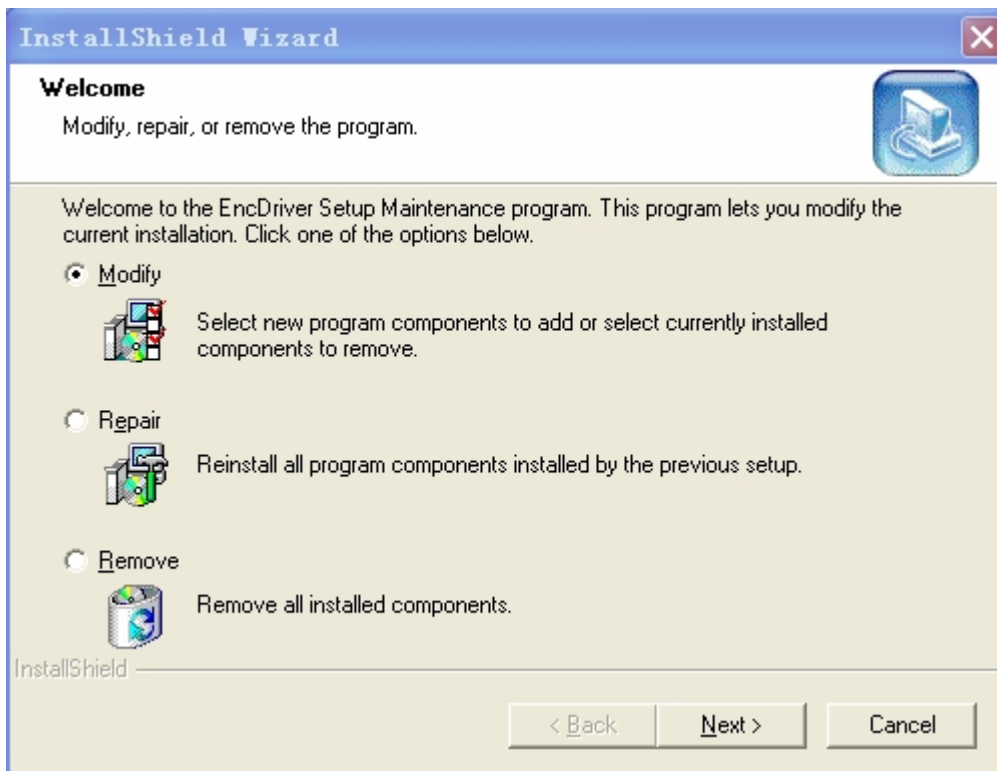 InstallShield Wizard
Welcome
Modify, repair, or remove the program.
Welcome to the EncDriver Setup Maintenance program. This program lets you modify the
current installation. Click one of the options below.
Modify
Select new program components to add or select currently installed
components to remove.
Repair
Reinstall all program components installed by the previous setup.
Remove
Remove all installed components.
InstallShield
< Back Next > Cancel